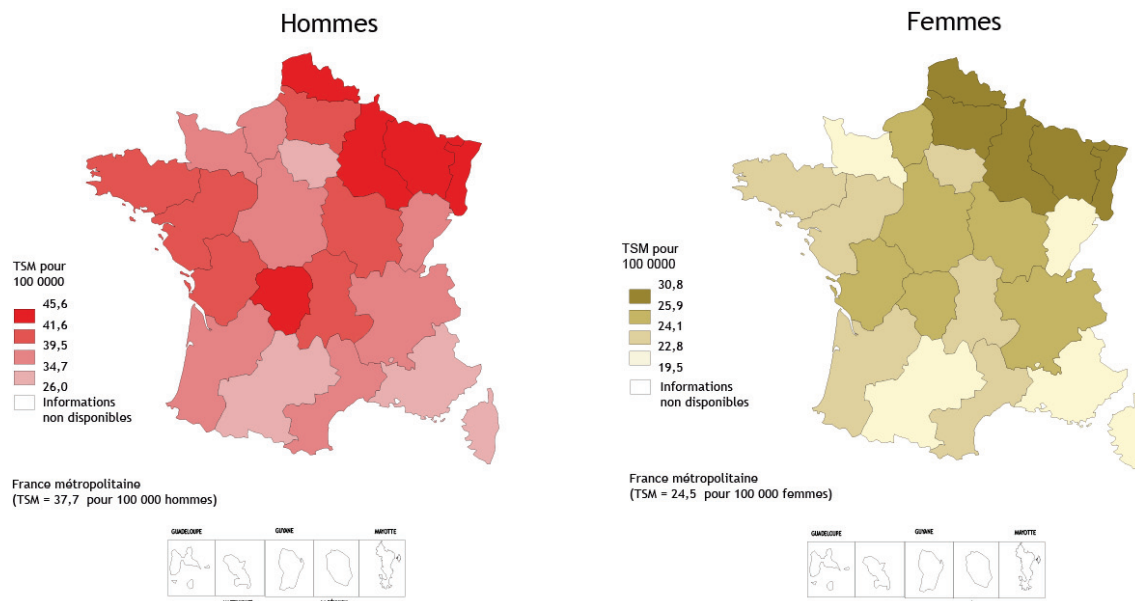 Hommes
TSM pour
100 0000
45,6
41,6
39,5
34,7
26,0
Informations
non disponibles
France métropolitaine
(TSM = 37,7 pour 100 000 hommes)
GUADELOUPE
GUYANE
MAYOTTE
Femmes
TSM pour
100 0000
30,8
25,9
24,1
22,8
19,5
Informations
non disponibles
France métropolitaine
(TSM = 24,5 pour 100 000 femmes)
GUADELOUPE
GUYANE
MAYOTTE